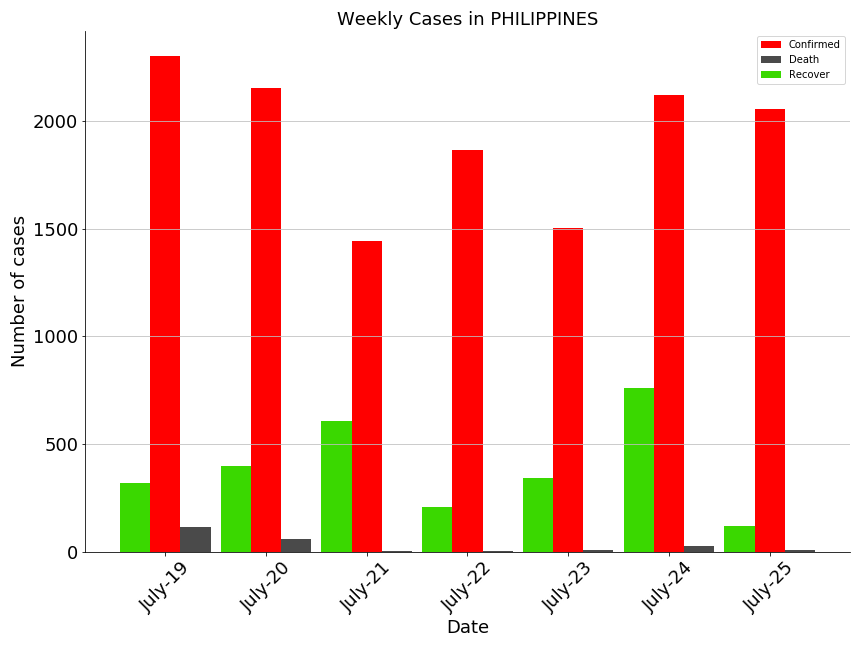 Weekly Cases in PHILIPPINES
Confirmed
Death
Recover
Number of cases
2000
1500
1000
500
0
July-19
July-20
July-21
July-22
July-23
July-24
July-25
Date